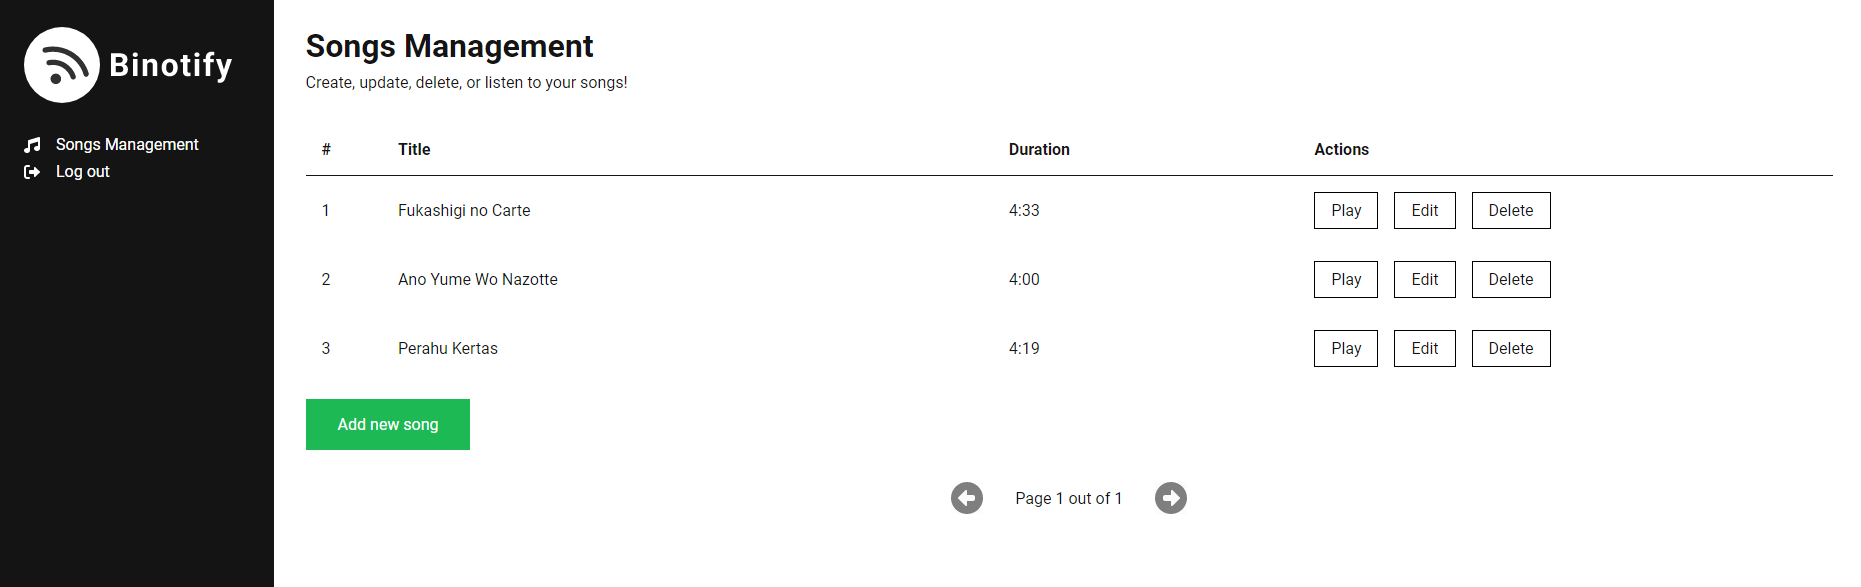 Binotify
Songs Management
Log out
Songs Management
Create, update, delete, or listen to your songs!
# Title Duration Actions
1 Fukashigi no Carte 4:33 Play Edit Delete
2 Ano Yume Wo Nazotte 4:00 Play Edit Delete
3 Perahu Kertas 4:19 Play Edit Delete
Add new song
Page 1 out of 1